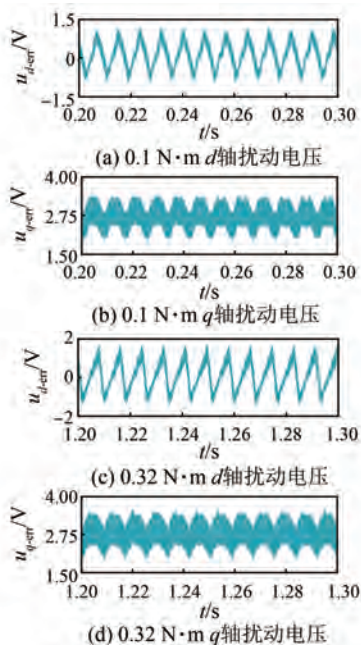 1.5
0
−1.5
u_{d-err}/V
0.20 0.22 0.24 0.26 0.28 0.30
t/s
(a) 0.1 N·m d轴扰动电压
4.00
2.75
1.50
u_{q-err}/V
0.20 0.22 0.24 0.26 0.28 0.30
t/s
(b) 0.1 N·m q轴扰动电压
2
0
−2
u_{d-err}/V
1.20 1.22 1.24 1.26 1.28 1.30
t/s
(c) 0.32 N·m d轴扰动电压
4.00
2.75
1.50
u_{q-err}/V
1.20 1.22 1.24 1.26 1.28 1.30
t/s
(d) 0.32 N·m q轴扰动电压